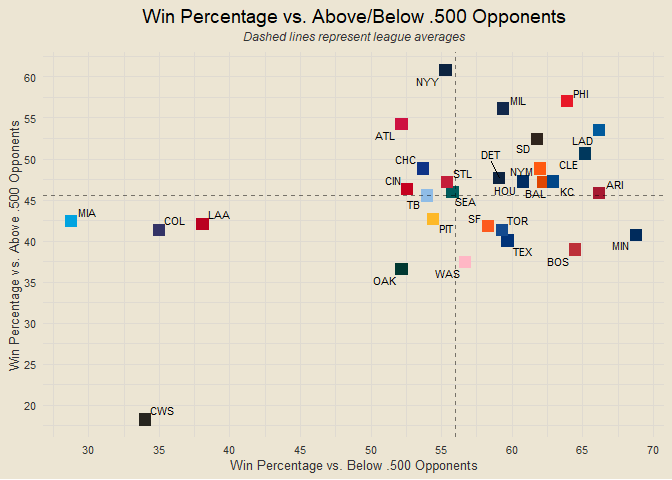 Win Percentage vs. Above/Below .500 Opponents
Dashed lines represent league averages
Win Percentage vs. Above .500 Opponents
60
55
50
45
40
35
30
25
20
NYY
MIL
PHI
ATL
SD
LAD
CHC
DET
CLE
STL
NYM
CIN
HOU
BAL
KC
ARI
TB
SEA
MIA
COL
LAA
PIT
SF
TOR
MIN
TEX
BOS
OAK
WAS
CWS
30
35
40
45
50
55
60
65
70
Win Percentage vs. Below .500 Opponents